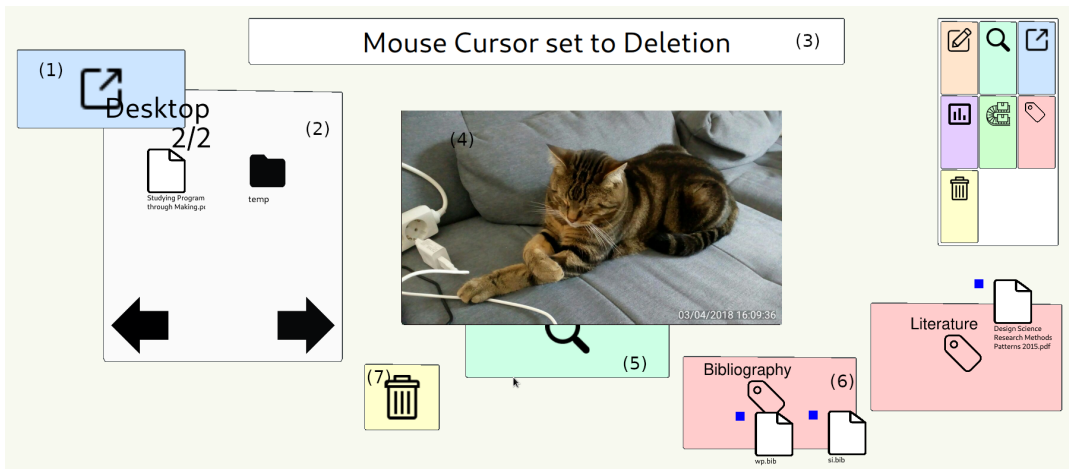 Mouse Cursor set to Deletion (3)
(1)
Desktop
2/2
(2)
Studying Program
through Making.
temp
(4)
03/04/2018 16:09:36
(5)
(7)
Bibliography
(6)
wp.bib
si.bib
Literature
Design Science
Research Methods
Patterns 2015.pdf